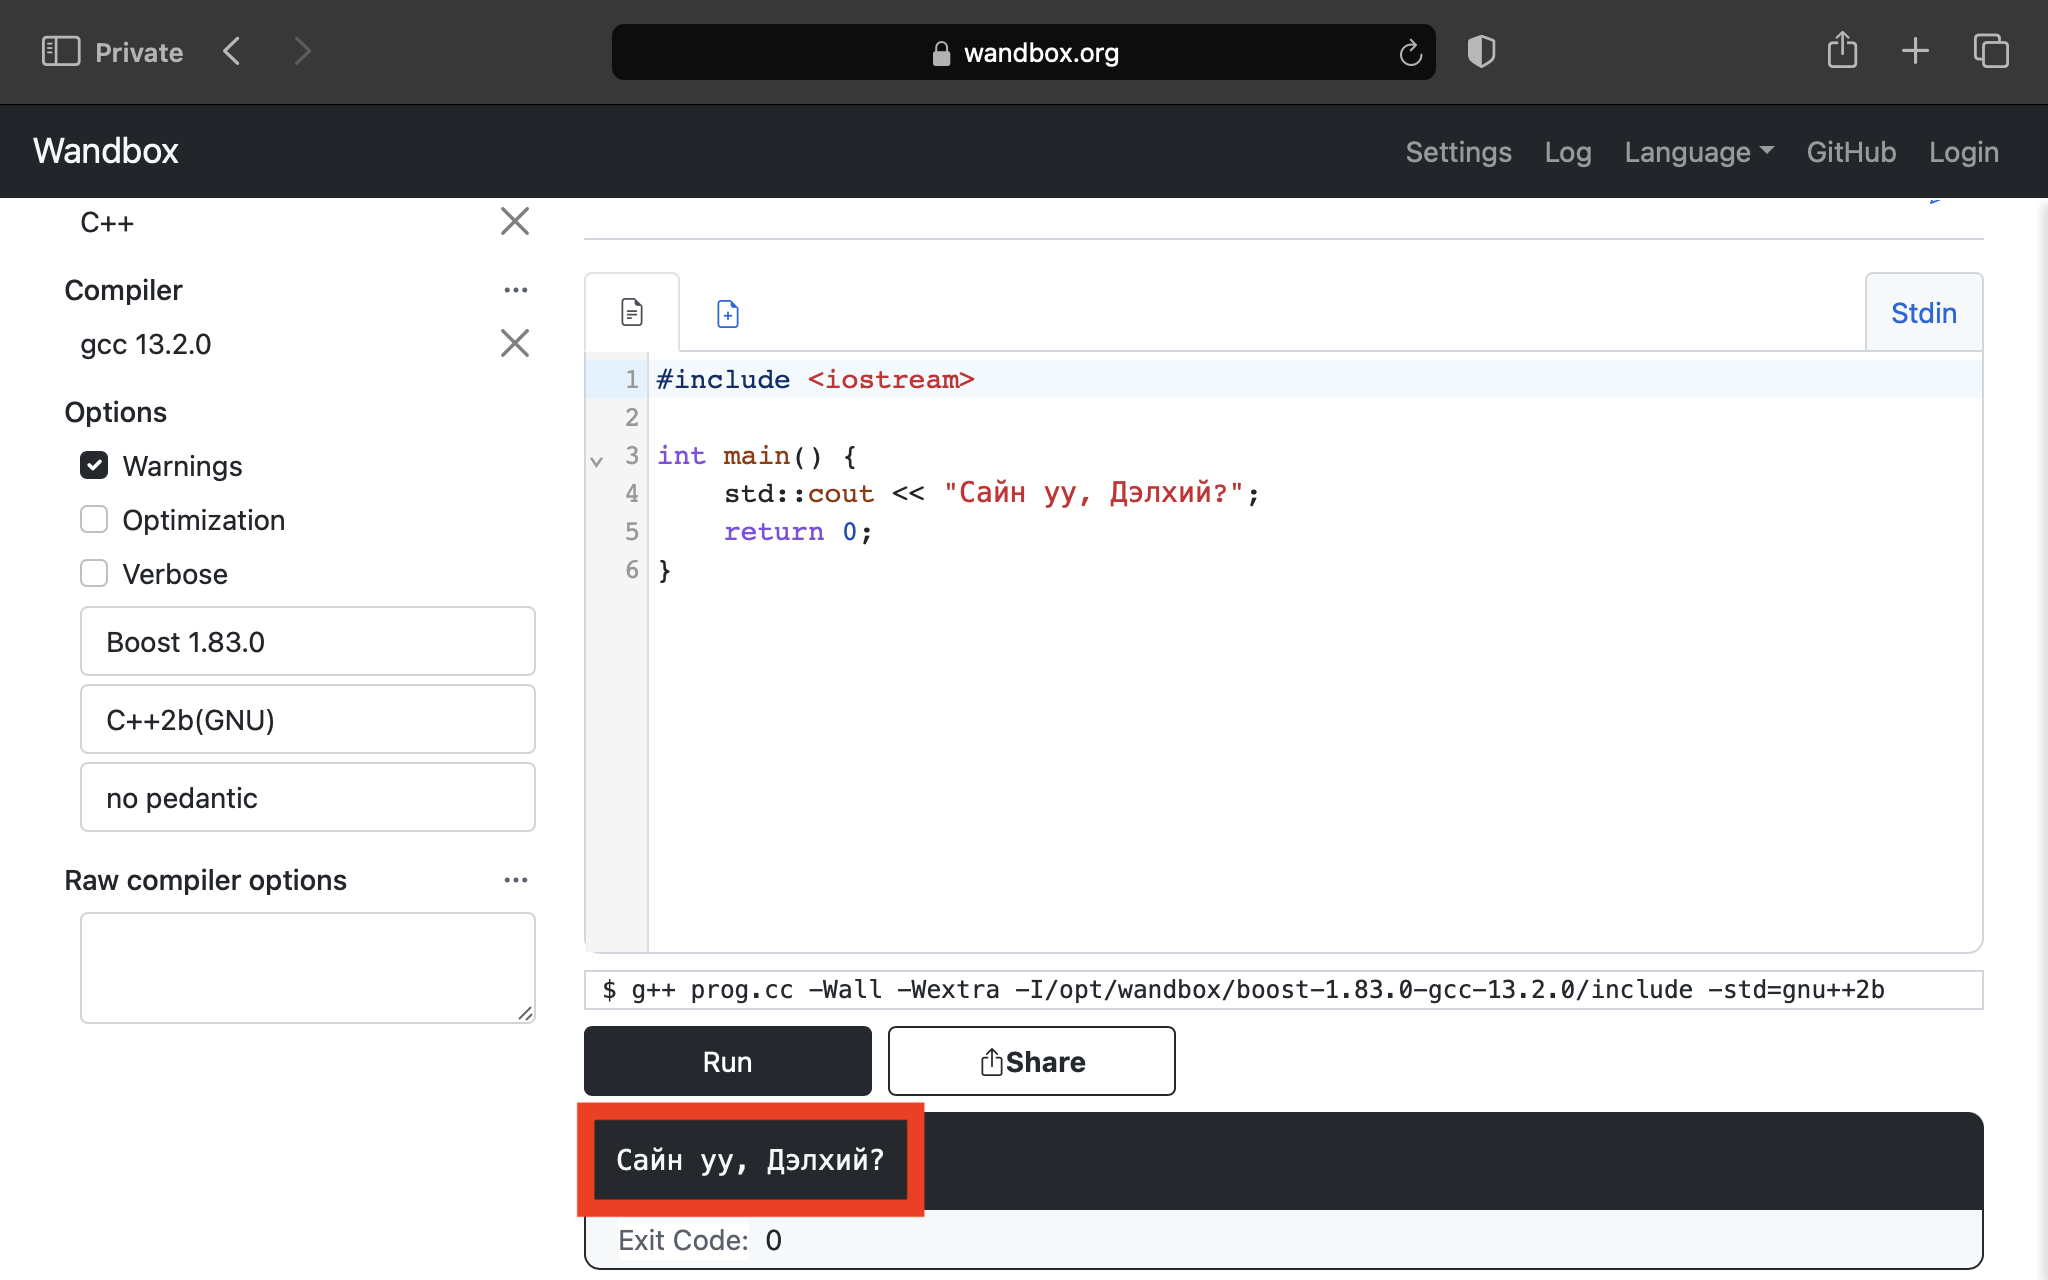 Private
wandbox.org
Wandbox
Settings Log Language GitHub Login
C++
Compiler ...
gcc 13.2.0
Options
Warnings
Optimization
Verbose
Boost 1.83.0
C++2b(GNU)
no pedantic
Raw compiler options ...
Stdin
1 #include <iostream>
2
3 int main() {
4     std::cout << "Сайн уу, Дэлхий?";
5     return 0;
6 }
$ g++ prog.cc -Wall -Wextra -I/opt/wandbox/boost-1.83.0-gcc-13.2.0/include -std=gnu++2b
Run Share
Сайн уу, Дэлхий?
Exit Code: 0